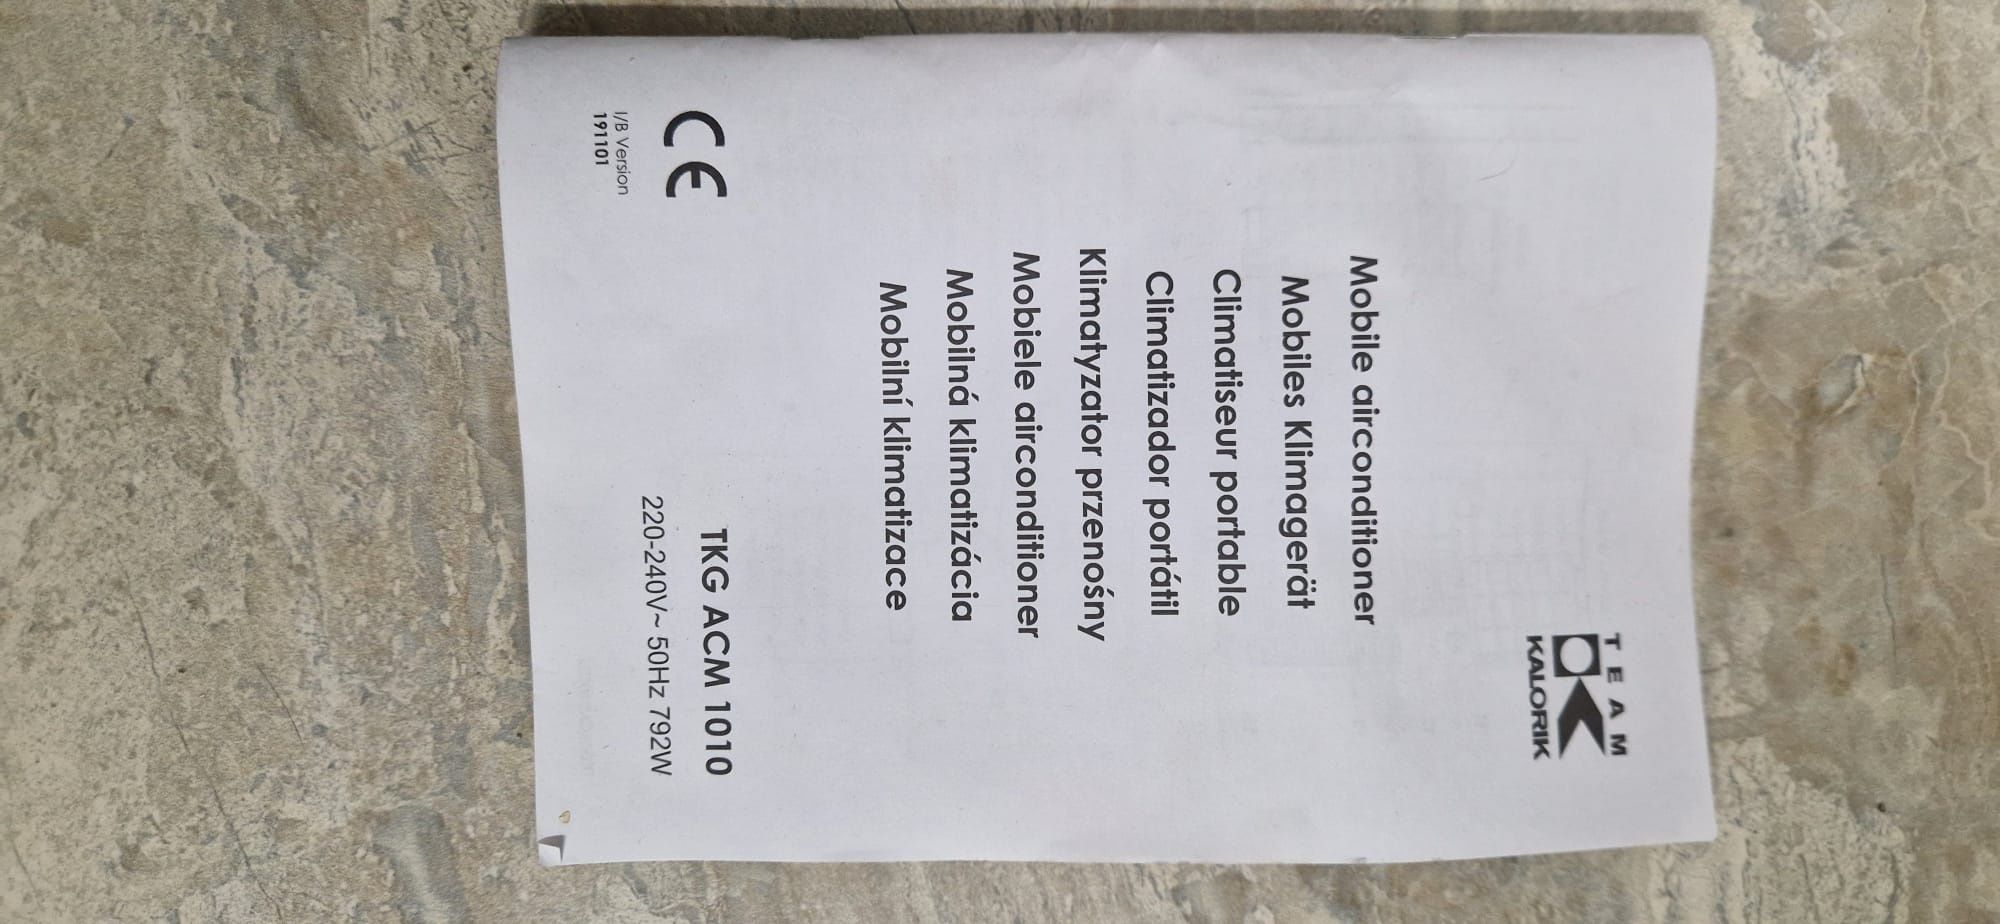 TEAM
KALORIK
Mobile airconditioner
Mobiles Klimagerät
Climatiseur portable
Climatizador portátil
Klimatyzator przenośny
Mobiele airconditioner
Mobilná klimatizácia
Mobilní klimatizace
TKG ACM 1010
220-240V~ 50Hz 792W
CE
I/B Version
191101